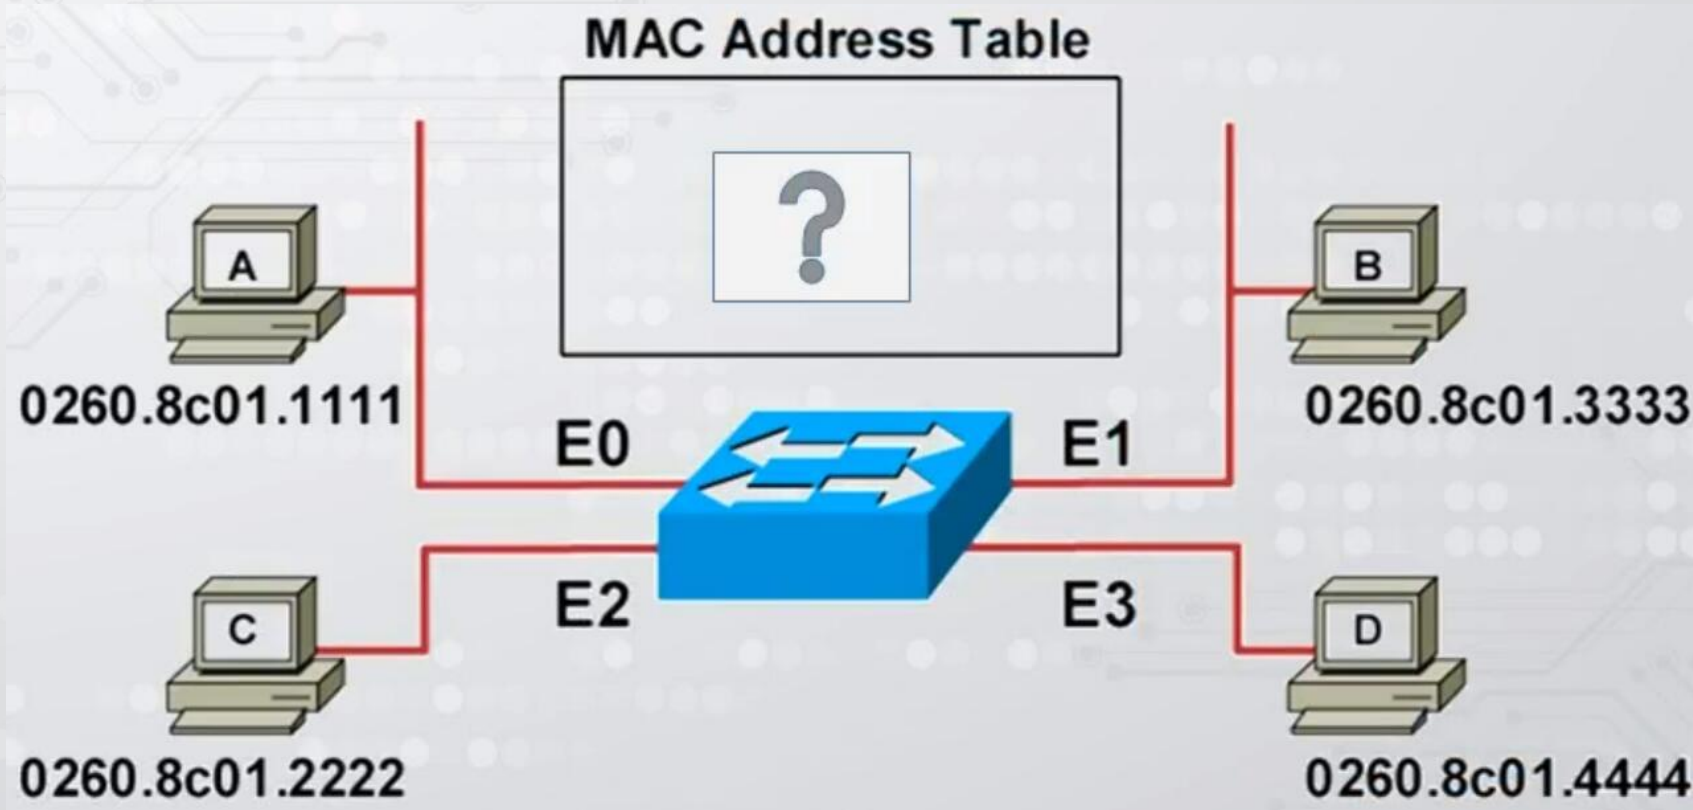 MAC Address Table
?
A
B
0260.8c01.1111
0260.8c01.3333
E0
E1
E2
E3
C
D
0260.8c01.2222
0260.8c01.4444